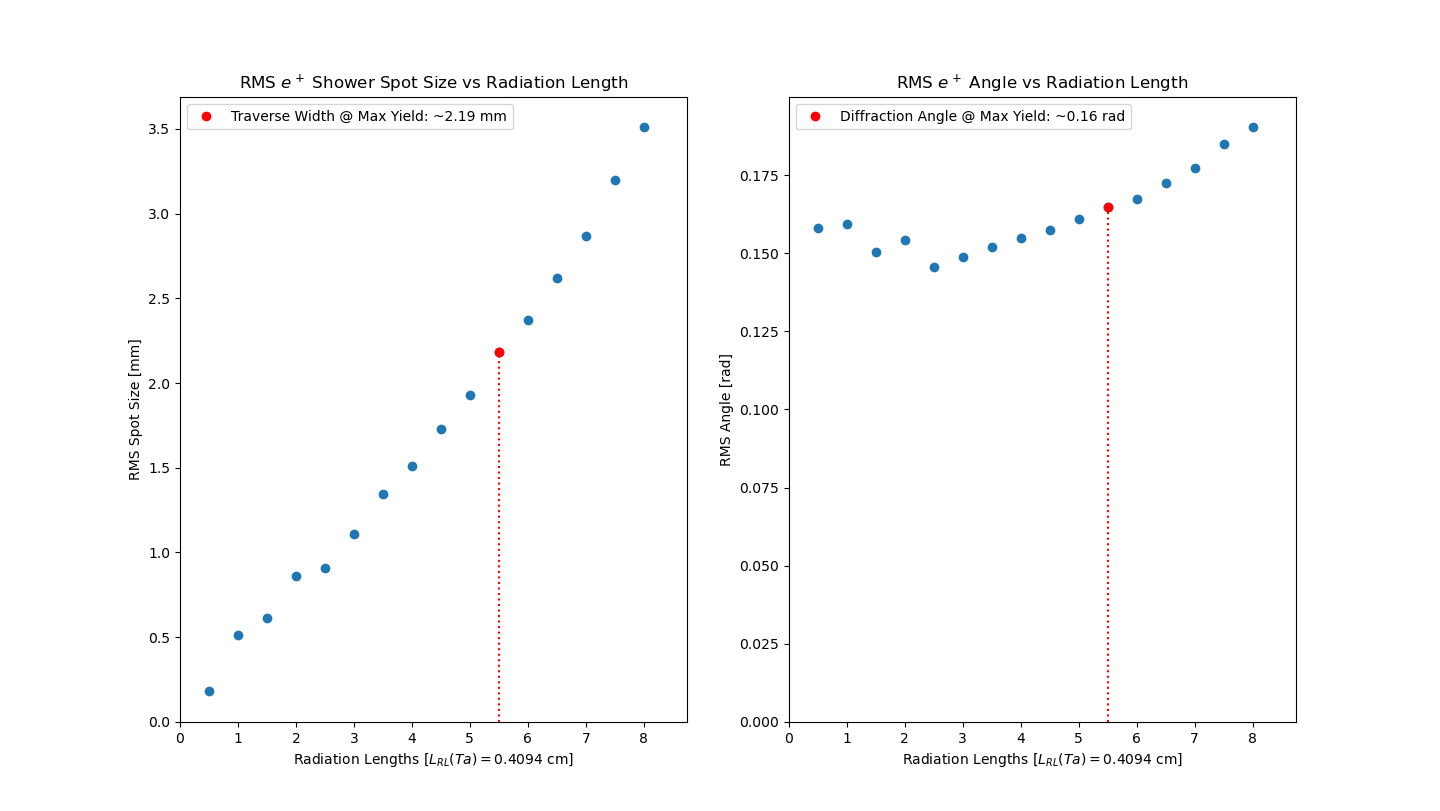 RMS e⁺ Shower Spot Size vs Radiation Length
Traverse Width @ Max Yield: ~2.19 mm
RMS Spot Size [mm]
3.5
3.0
2.5
2.0
1.5
1.0
0.5
0.0
0 1 2 3 4 5 6 7 8
Radiation Lengths [L_RL(Ta) = 0.4094 cm]
RMS e⁺ Angle vs Radiation Length
Diffraction Angle @ Max Yield: ~0.16 rad
RMS Angle [rad]
0.175
0.150
0.125
0.100
0.075
0.050
0.025
0.000
0 1 2 3 4 5 6 7 8
Radiation Lengths [L_RL(Ta) = 0.4094 cm]